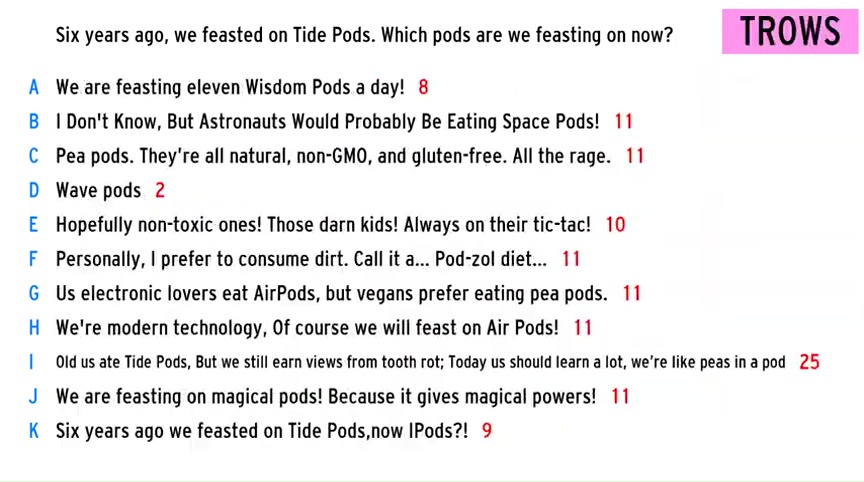 Six years ago, we feasted on Tide Pods. Which pods are we feasting on now?
TROWS
A We are feasting eleven Wisdom Pods a day! 8
B I Don't Know, But Astronauts Would Probably Be Eating Space Pods! 11
C Pea pods. They're all natural, non-GMO, and gluten-free. All the rage. 11
D Wave pods 2
E Hopefully non-toxic ones! Those darn kids! Always on their tic-tac! 10
F Personally, I prefer to consume dirt. Call it a... Pod-zol diet... 11
G Us electronic lovers eat AirPods, but vegans prefer eating pea pods. 11
H We're modern technology, Of course we will feast on Air Pods! 11
I Old us ate Tide Pods, But we still earn views from tooth rot; Today us should learn a lot, we're like peas in a pod 25
J We are feasting on magical pods! Because it gives magical powers! 11
K Six years ago we feasted on Tide Pods,now IPods?! 9